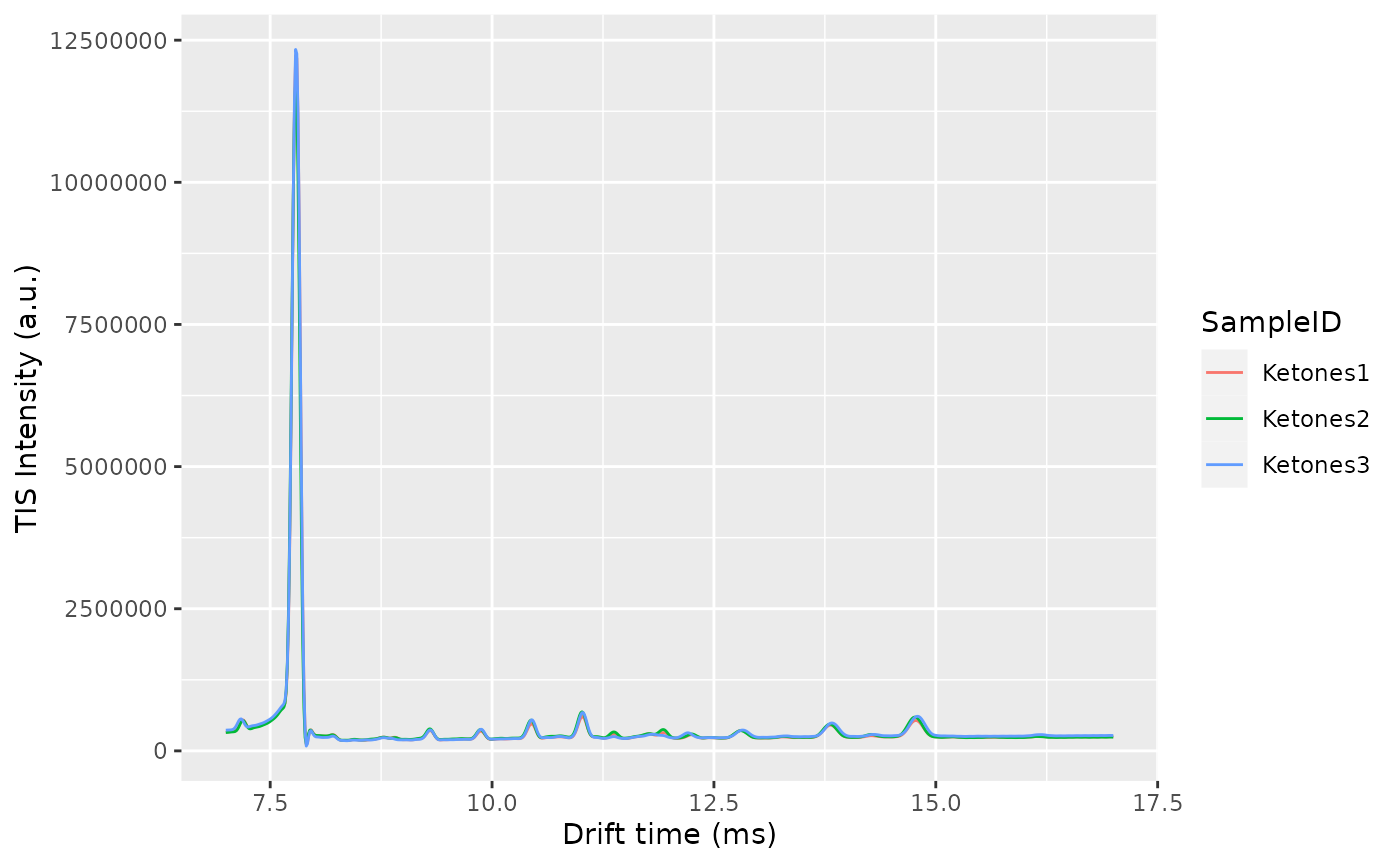 12500000
10000000
7500000
5000000
2500000
0
TIS Intensity (a.u.)
7.5 10.0 12.5 15.0 17.5
Drift time (ms)
SampleID
Ketones1
Ketones2
Ketones3